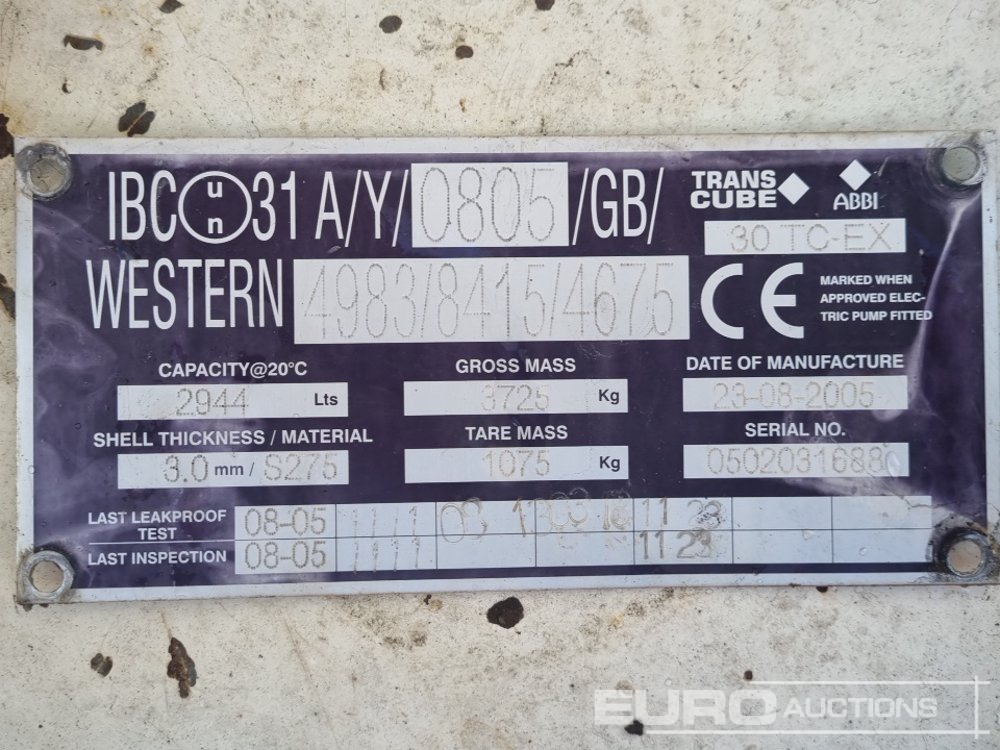 IBC un 31 A/Y/ 0805 /GB/
TRANS CUBE ABBI
30 TC-EX
WESTERN 4983/8415/4675
CE MARKED WHEN
APPROVED ELEC-
TRIC PUMP FITTED
CAPACITY@20°C GROSS MASS DATE OF MANUFACTURE
2944 Lts 3725 Kg 23-08-2005
SHELL THICKNESS / MATERIAL TARE MASS SERIAL NO.
3.0 mm / S275 1075 Kg
LAST LEAKPROOF
TEST
08-05 11 23
LAST INSPECTION 08-05 11 23
EURO AUCTIONS